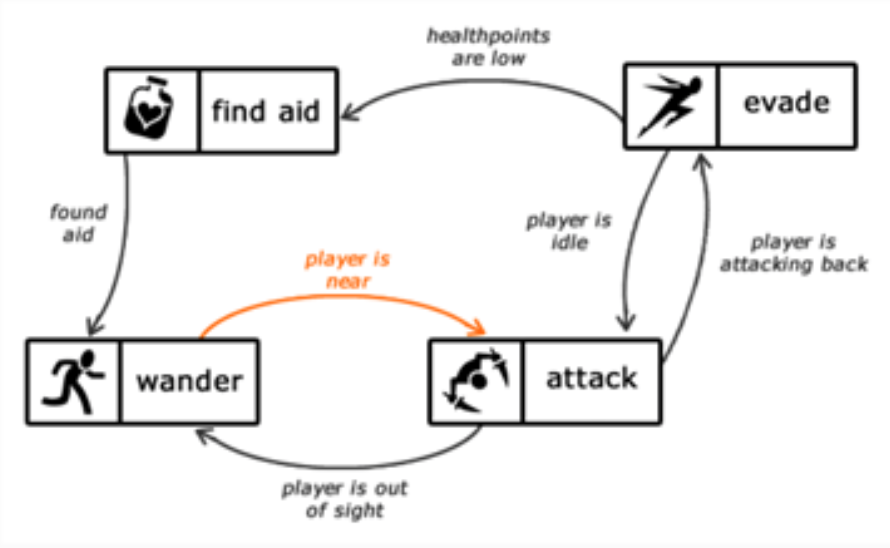 healthpoints
are low
find aid
evade
found
aid
player is
idle
player is
attacking back
player is
near
wander
attack
player is out
of sight